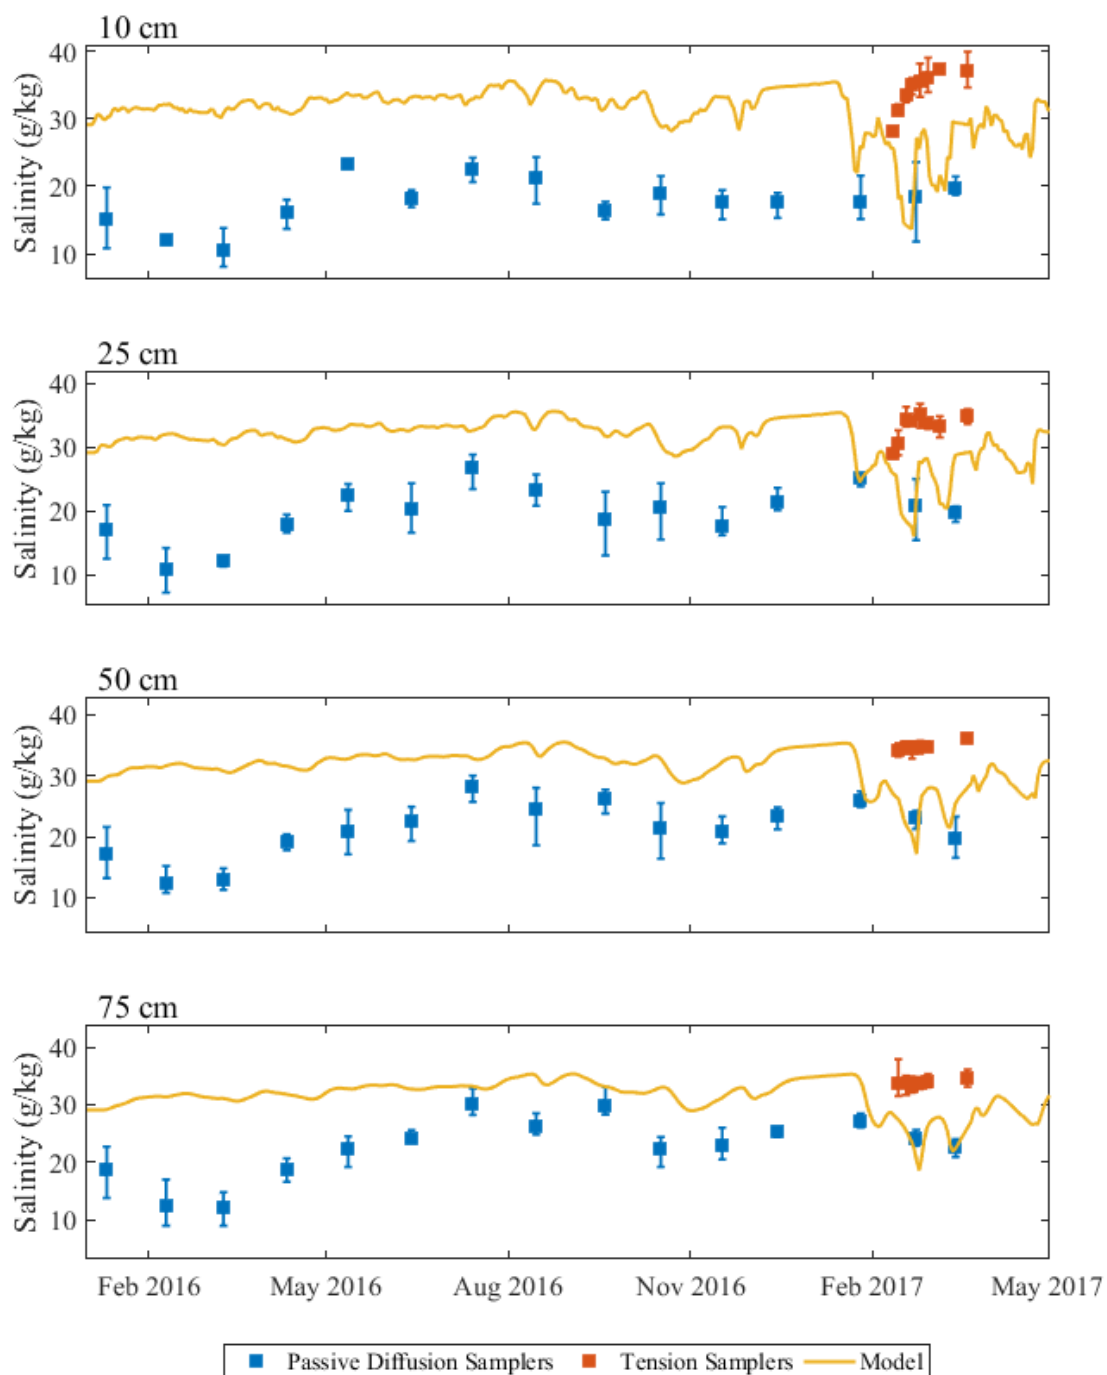 10 cm
40
30
20
10
Salinity (g/kg)
25 cm
40
30
20
10
Salinity (g/kg)
50 cm
40
30
20
10
Salinity (g/kg)
75 cm
40
30
20
10
Salinity (g/kg)
Feb 2016 May 2016 Aug 2016 Nov 2016 Feb 2017 May 2017
Passive Diffusion Samplers Tension Samplers Model